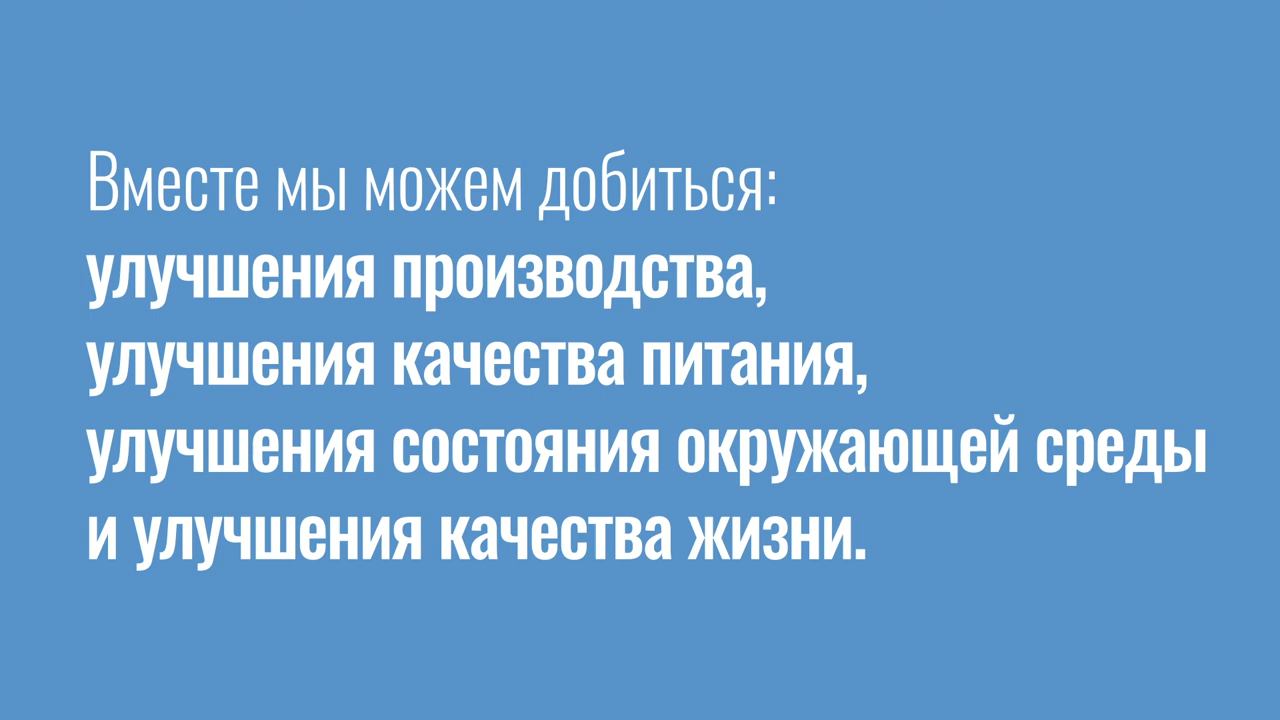 Вместе мы можем добиться:
улучшения производства,
улучшения качества питания,
улучшения состояния окружающей среды
и улучшения качества жизни.